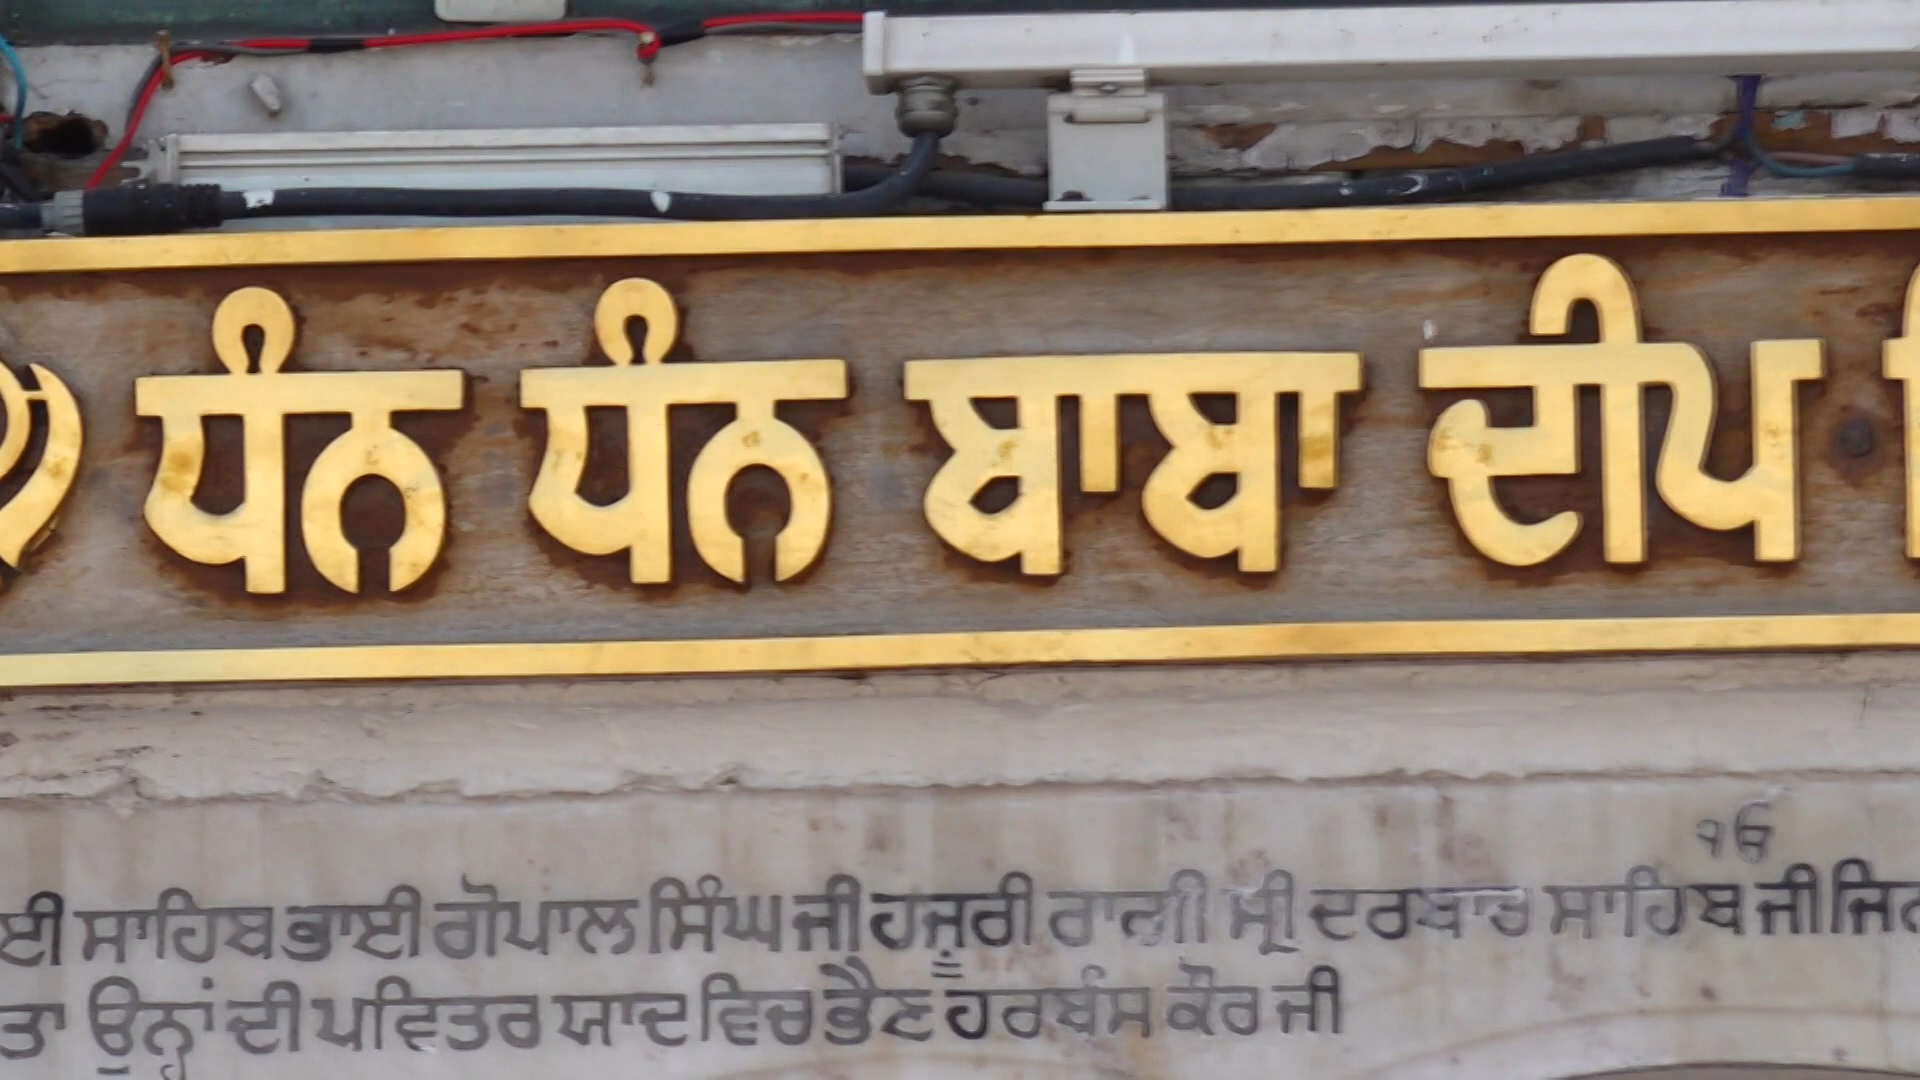 ਧੰਨ ਧੰਨ ਬਾਬਾ ਦੀਪ
ੴ
ਈ ਸਾਹਿਬ ਭਾਈ ਗੋਪਾਲ ਸਿੰਘ ਜੀ ਹਜ਼ੂਰੀ ਰਾਗੀ ਸ੍ਰੀ ਦਰਬਾਰ ਸਾਹਿਬ ਜੀ
ਤਾ ਉਨ੍ਹਾਂ ਦੀ ਪਵਿਤਰ ਯਾਦ ਵਿਚ ਭੈਣ ਹਰਬੰਸ ਕੌਰ ਜੀ